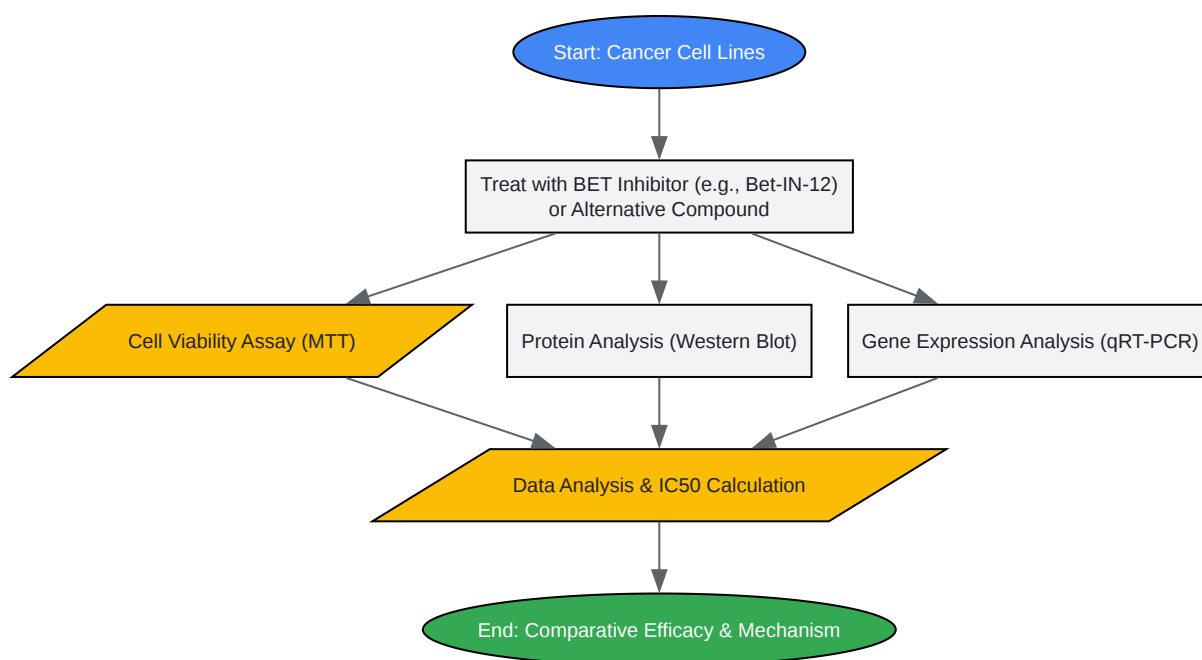 Start: Cancer Cell Lines
Treat with BET Inhibitor (e.g., Bet-IN-12)
or Alternative Compound
Cell Viability Assay (MTT)
Protein Analysis (Western Blot)
Gene Expression Analysis (qRT-PCR)
Data Analysis & IC50 Calculation
End: Comparative Efficacy & Mechanism